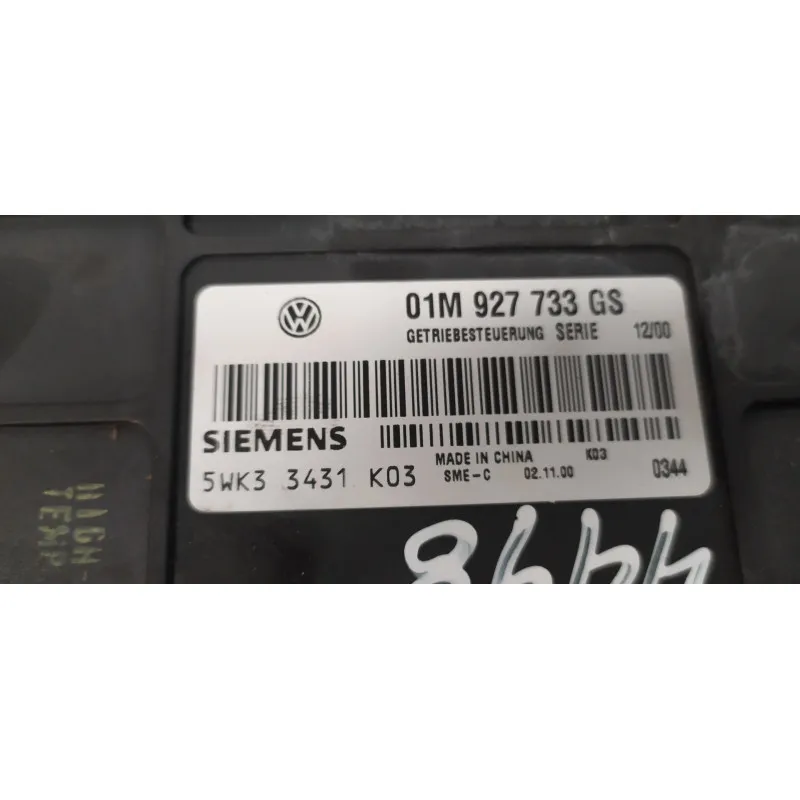 01M 927 733 GS
GETRIEBESTEUERUNG SERIE 12/00
SIEMENS
5WK3 3431 K03
MADE IN CHINA K03
SME-C 02.11.00 0344
HIGH-
TEMP